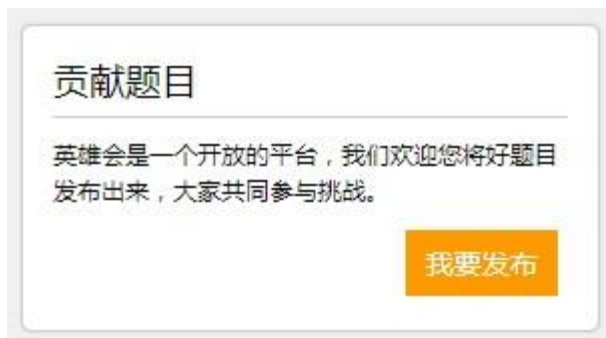 贡献题目
英雄会是一个开放的平台，我们欢迎您将好题目
发布出来，大家共同参与挑战。
我要发布